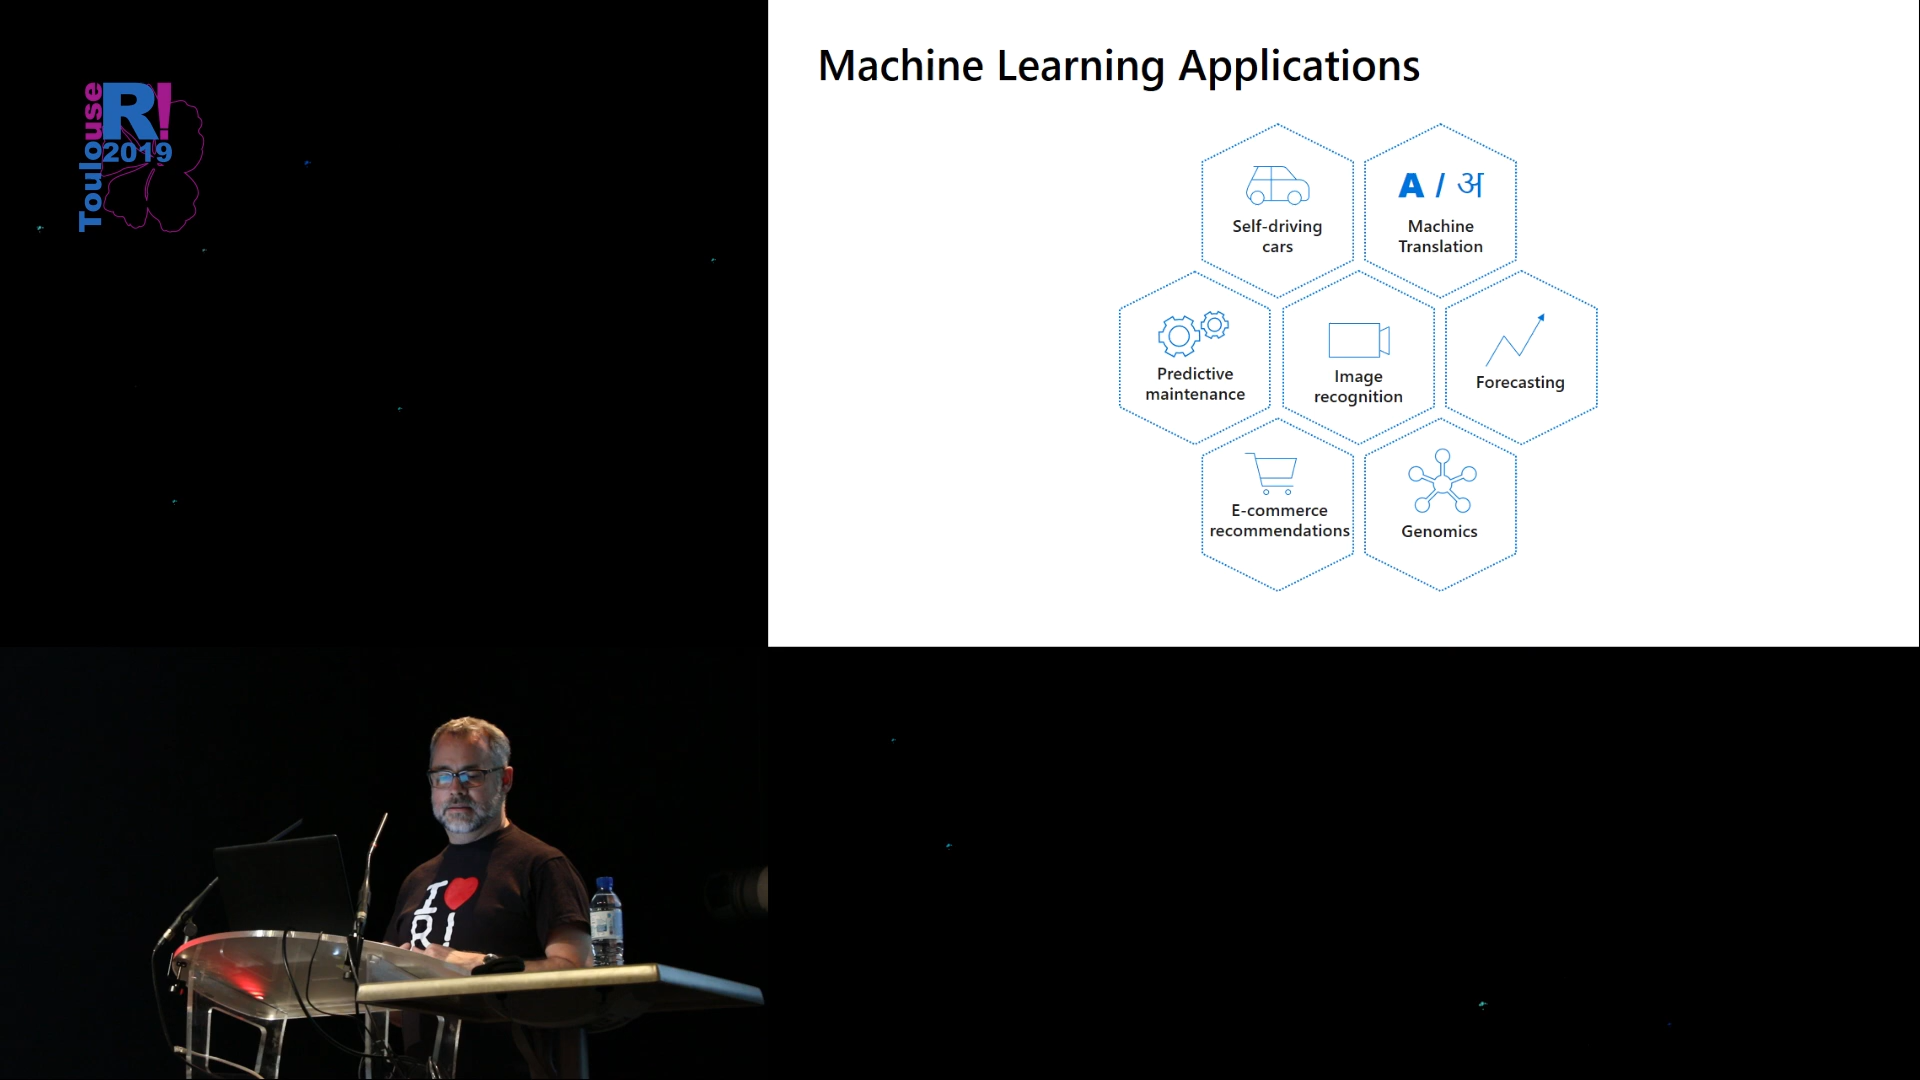 Toulouse
R!
2019
Machine Learning Applications
Self-driving
cars
A / अ
Machine
Translation
Predictive
maintenance
Image
recognition
Forecasting
E-commerce
recommendations
Genomics
I ❤
R!